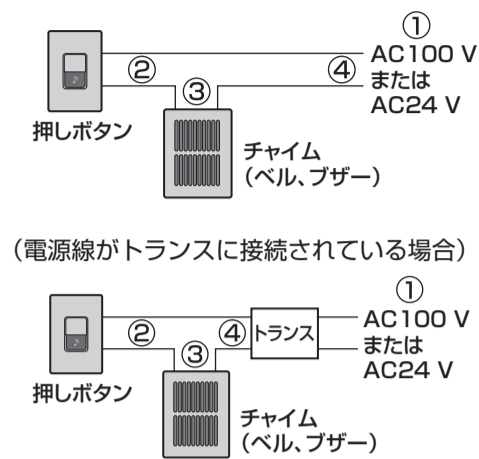 ①
AC100 V
または
AC24 V
②
③
④
押しボタン
チャイム
（ベル、ブザー）
（電源線がトランスに接続されている場合）
①
AC100 V
または
AC24 V
②
③
④
トランス
押しボタン
チャイム
（ベル、ブザー）